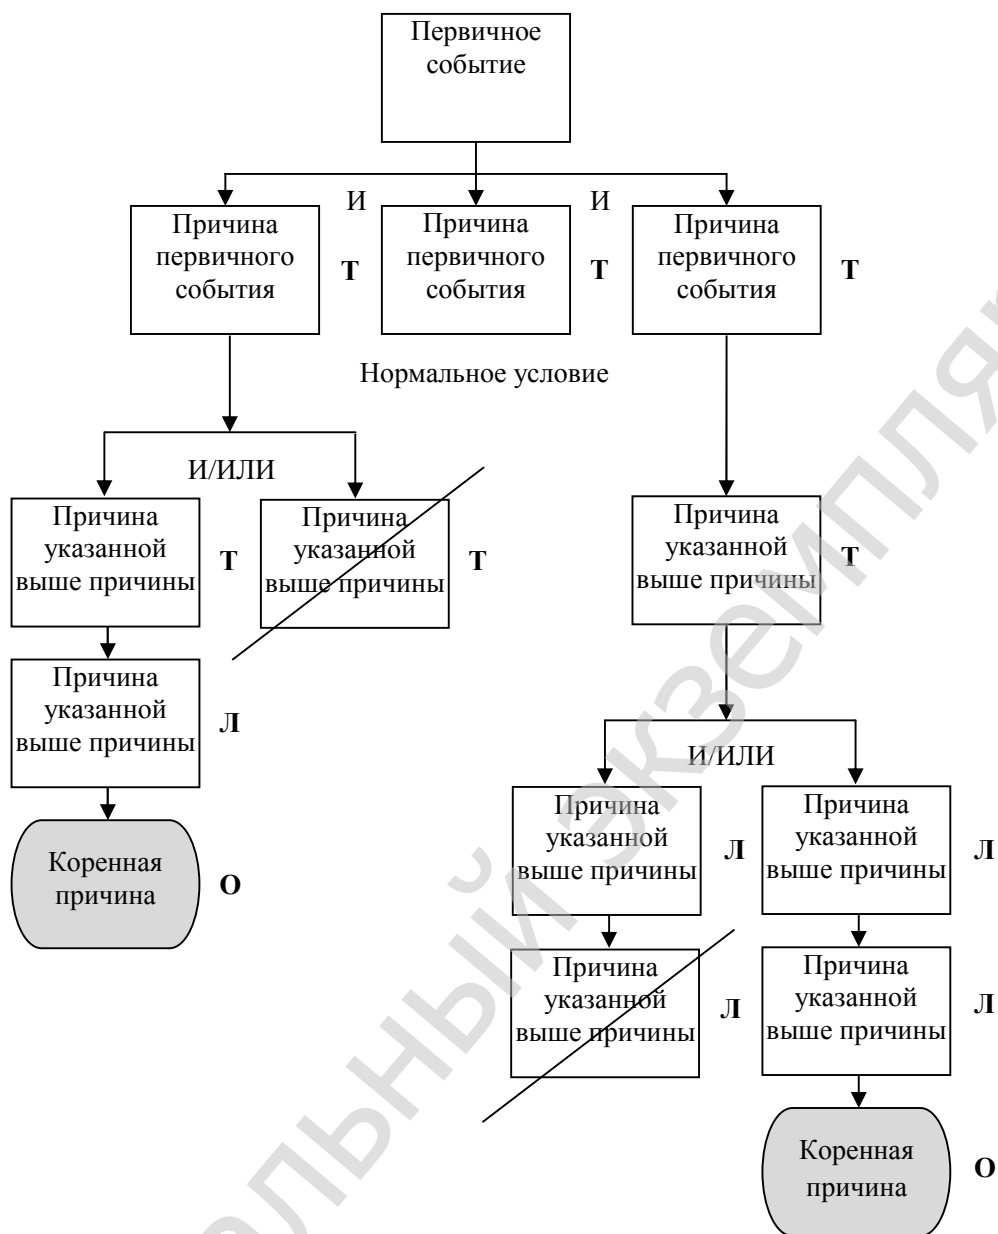 Первичное
событие
И
И
Причина
первичного
события
Т
Причина
первичного
события
Т
Причина
первичного
события
Т
Нормальное условие
И/ИЛИ
Причина
указанной
выше причины
Т
Причина
указанной
выше причины
Т
Причина
указанной
выше причины
Т
Причина
указанной
выше причины
Л
И/ИЛИ
Причина
указанной
выше причины
Л
Причина
указанной
выше причины
Л
Коренная
причина
О
Причина
указанной
выше причины
Л
Причина
указанной
выше причины
Л
Коренная
причина
О